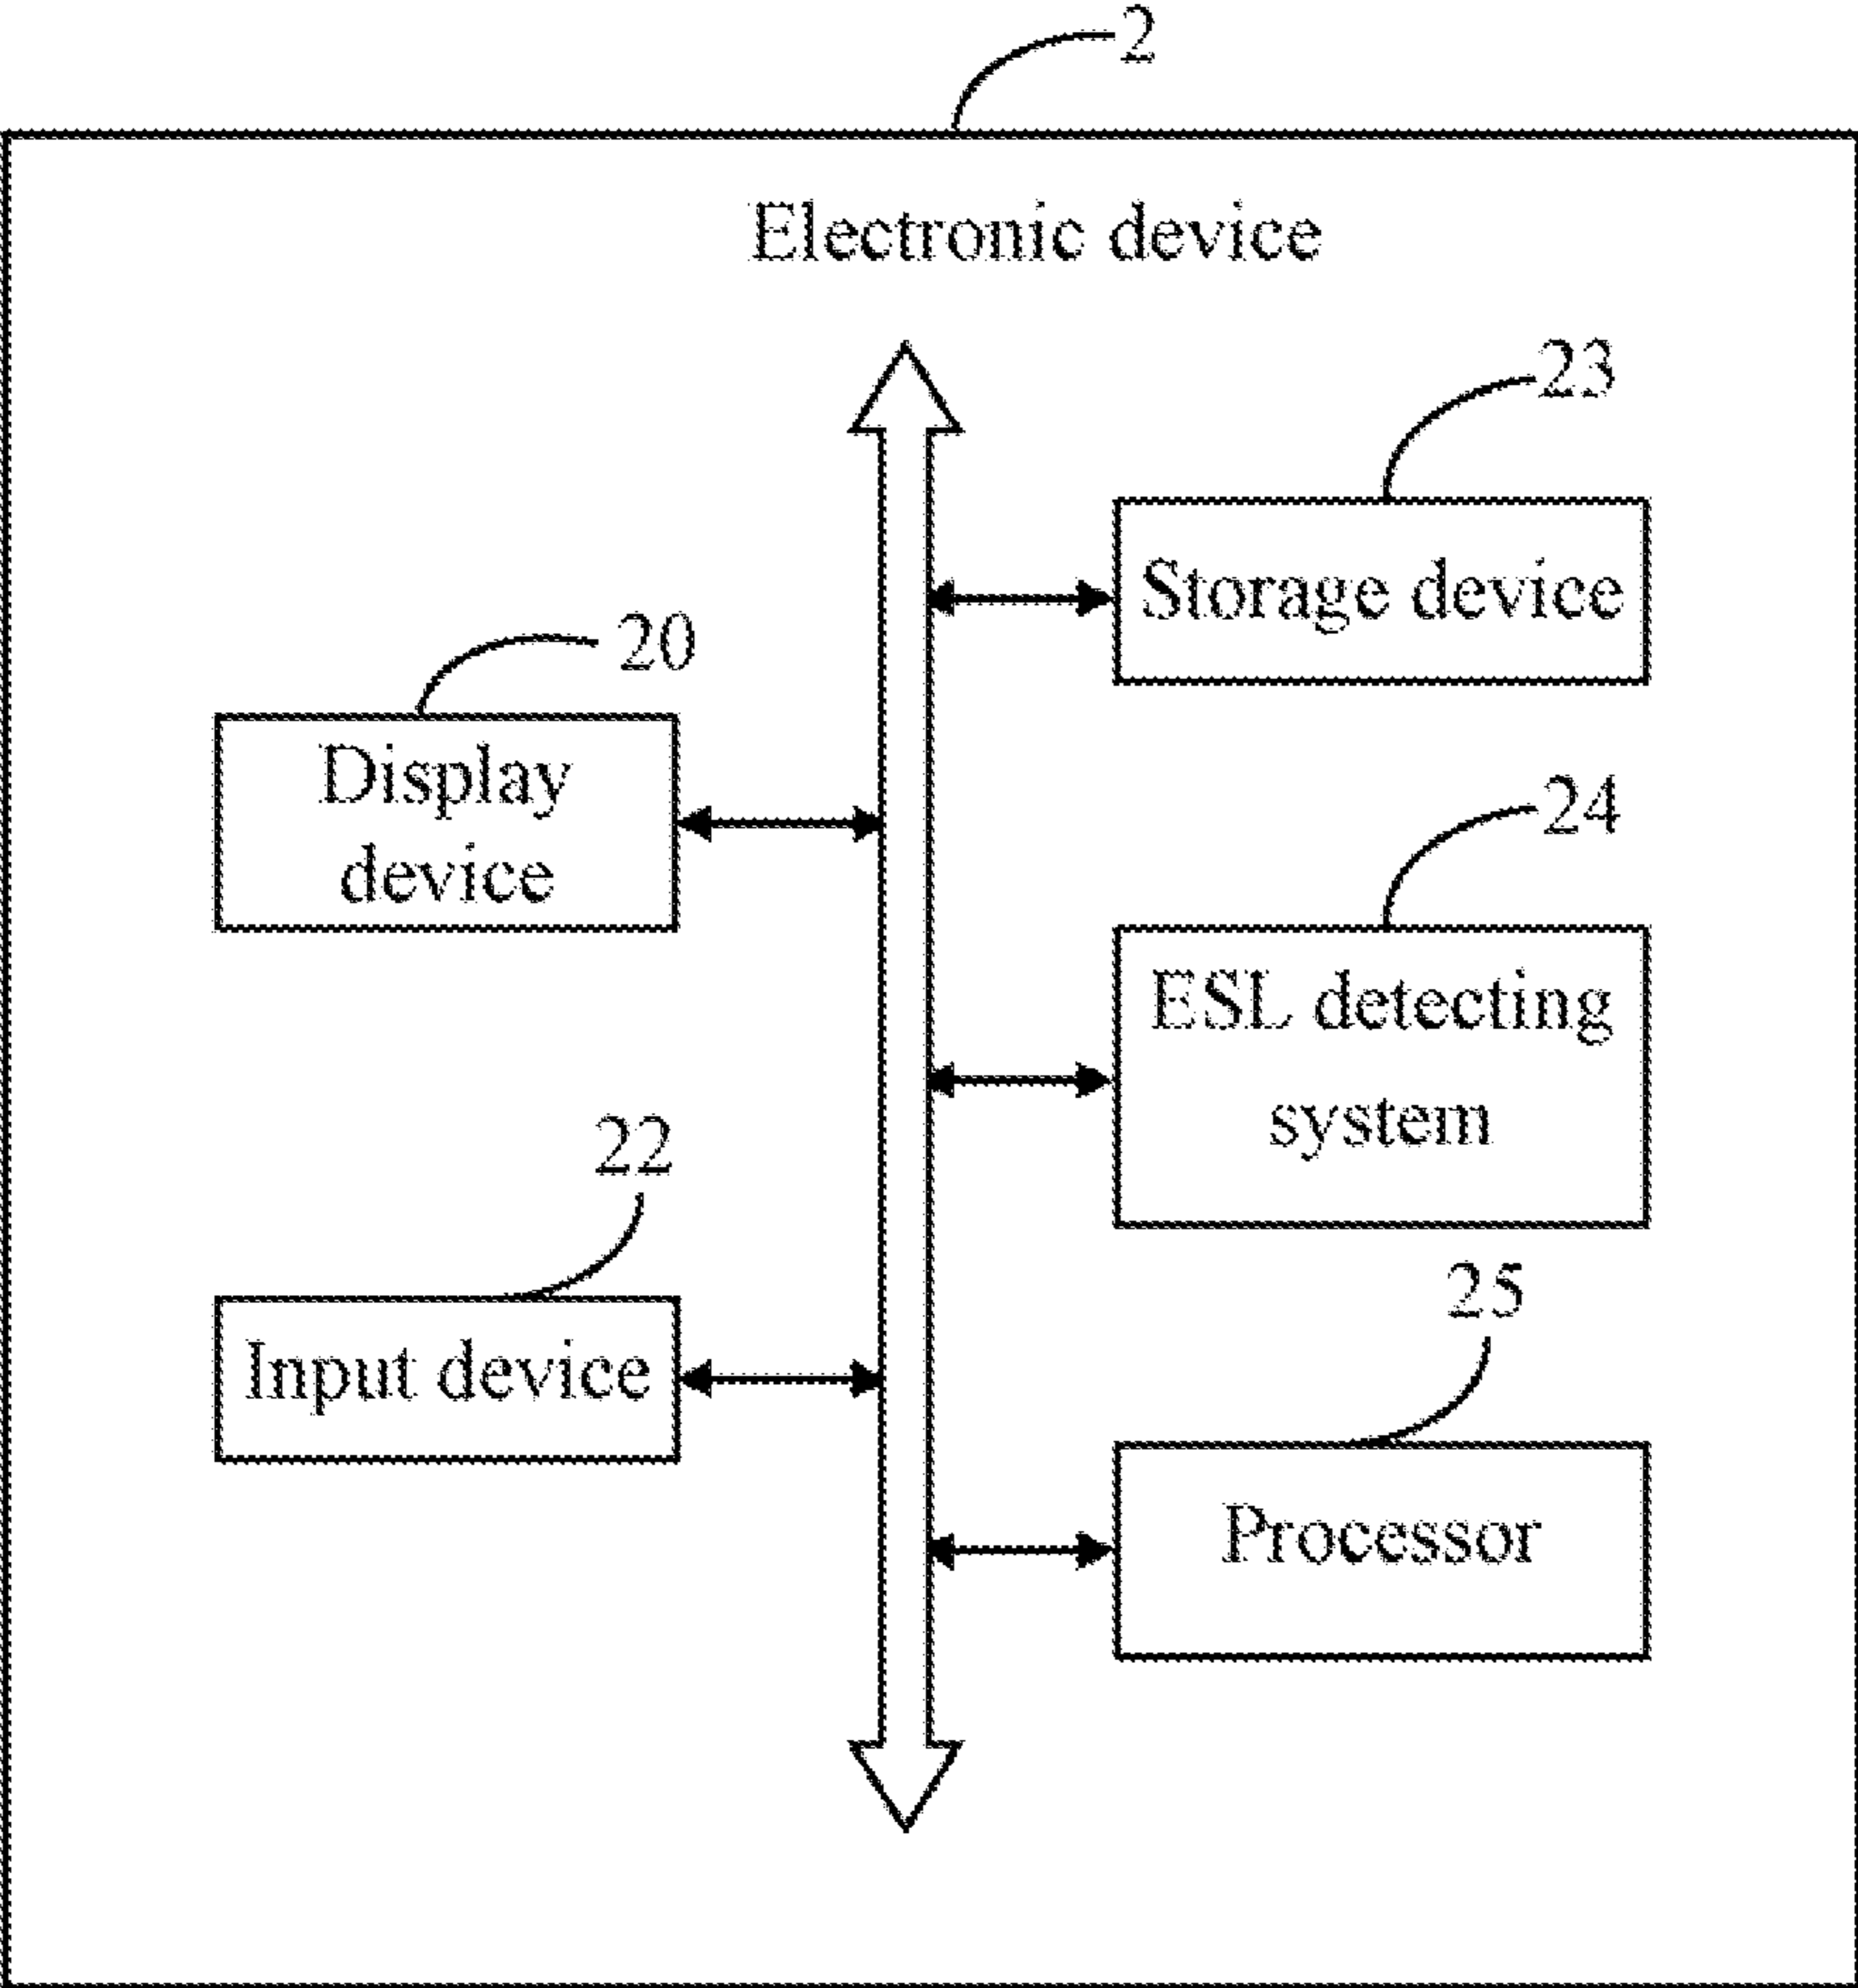 2
Electronic device
23
Storage device
20
Display
device
24
ESL detecting
system
22
Input device
25
Processor